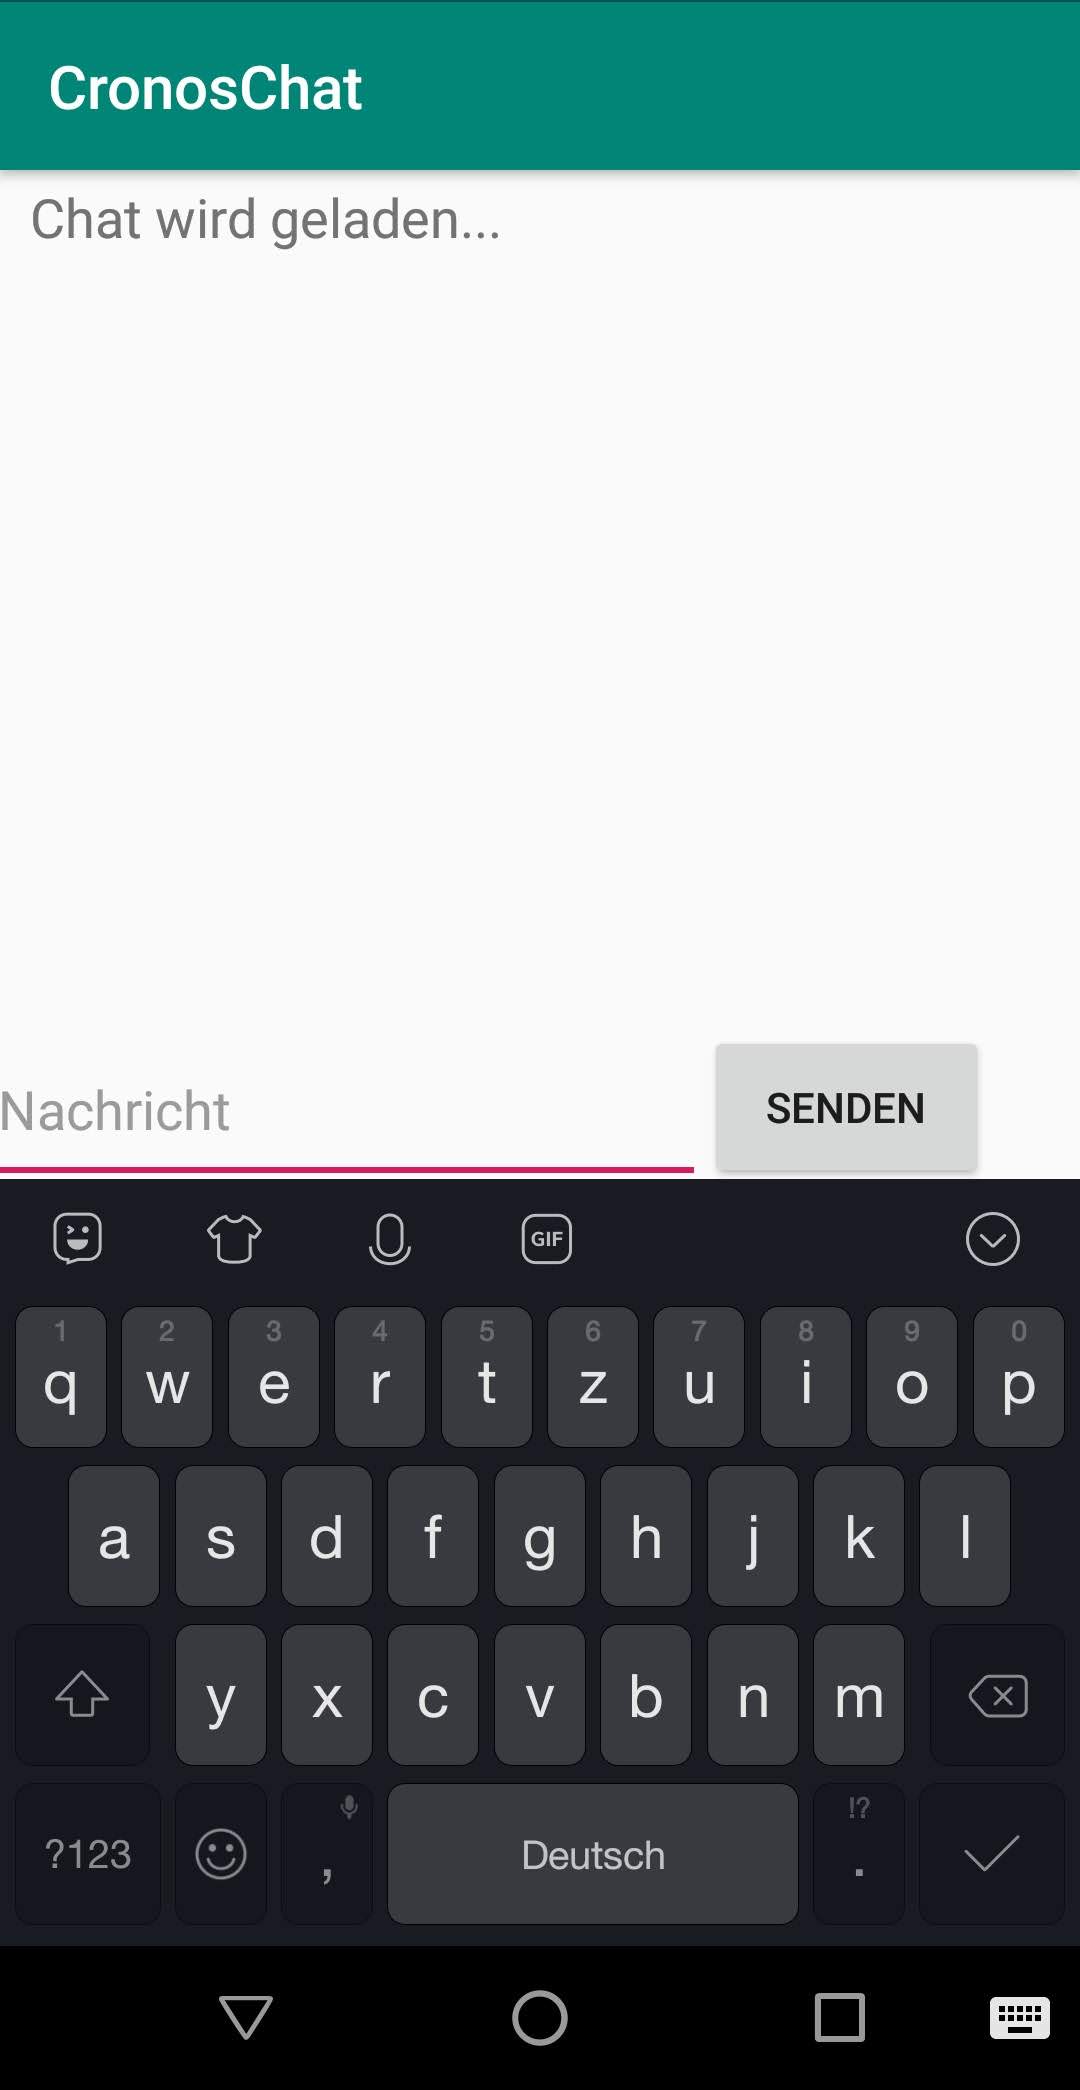 CronosChat
Chat wird geladen...
Nachricht
SENDEN
GIF
1 2 3 4 5 6 7 8 9 0
q w e r t z u i o p
a s d f g h j k l
y x c v b n m
!?
?123 , Deutsch .